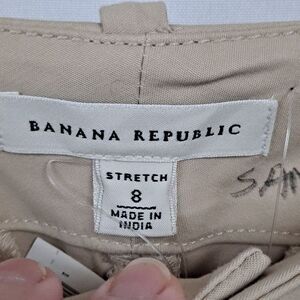 BANANA REPUBLIC
STRETCH
8
MADE IN
INDIA